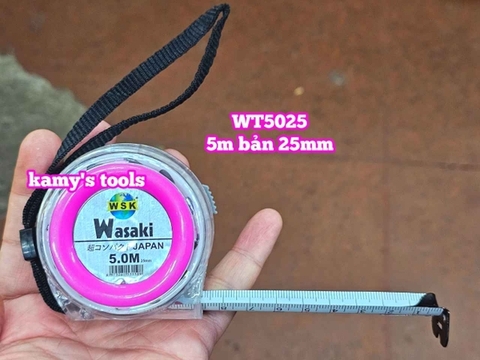 WT5025
5m bản 25mm
kamy's tools
WSK
Wasaki
JAPAN
5.0M